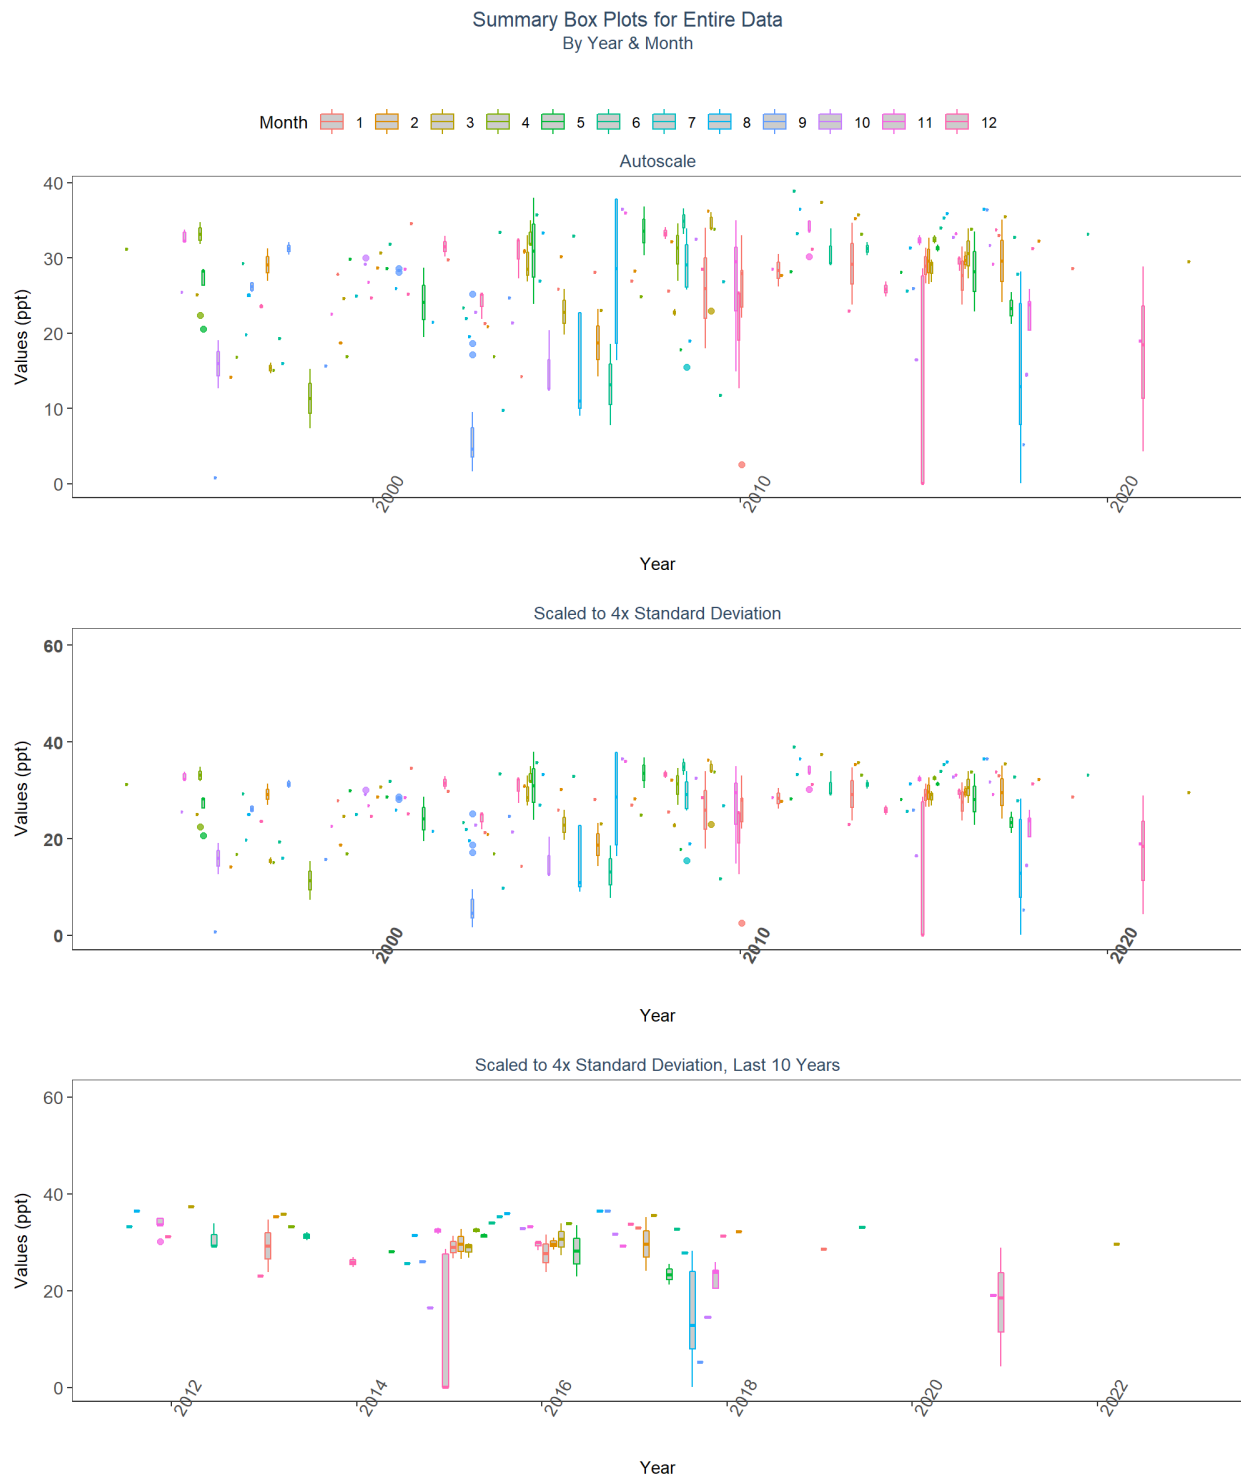 Summary Box Plots for Entire Data
By Year & Month
Month 1 2 3 4 5 6 7 8 9 10 11 12
Autoscale
Values (ppt)
40
30
20
10
0
2000 2010 2020
Year
Scaled to 4x Standard Deviation
Values (ppt)
60
40
20
0
2000 2010 2020
Year
Scaled to 4x Standard Deviation, Last 10 Years
Values (ppt)
60
40
20
0
2012 2014 2016 2018 2020 2022
Year